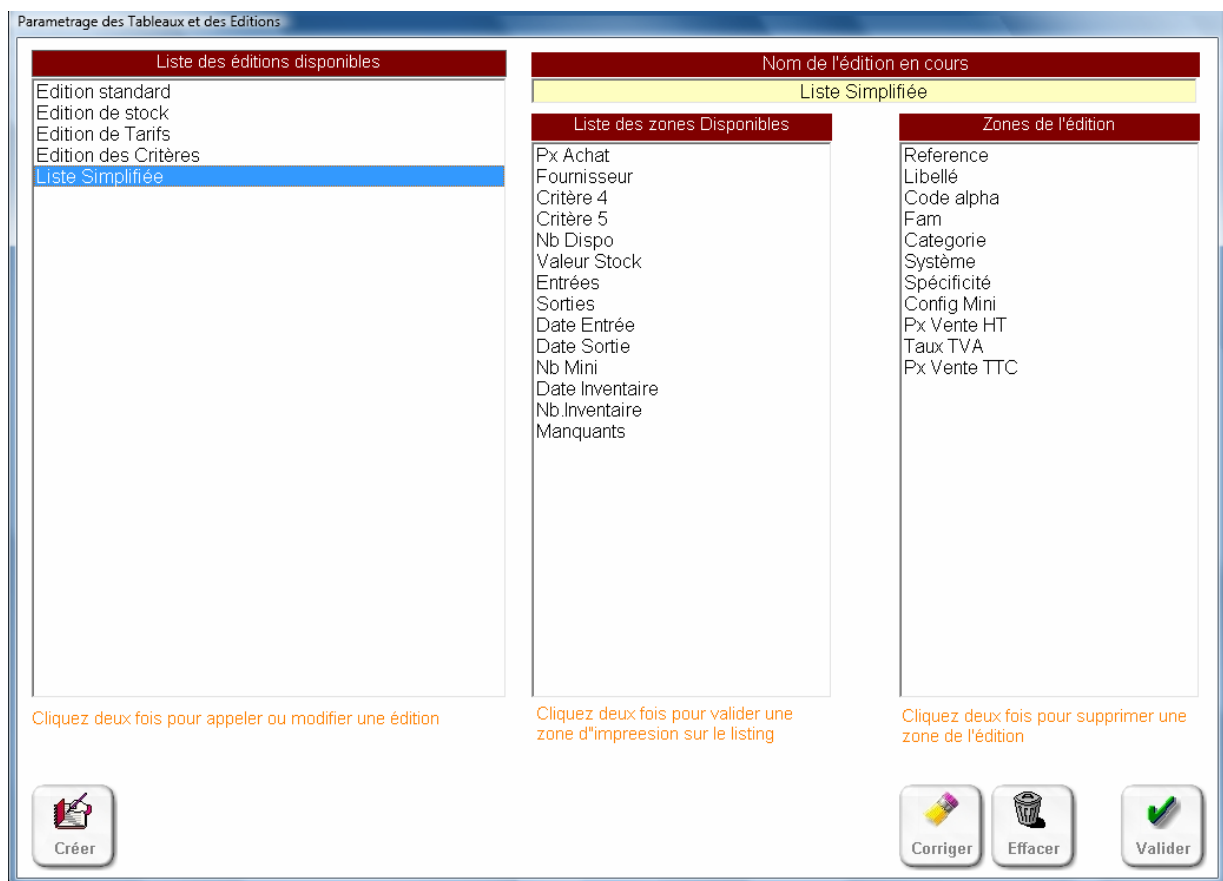 Parametrage des Tableaux et des Editions
Liste des éditions disponibles
Edition standard
Edition de stock
Edition de Tarifs
Edition des Critères
Liste Simplifiée
Cliquez deux fois pour appeler ou modifier une édition
Nom de l'édition en cours
Liste Simplifiée
Liste des zones Disponibles
Px Achat
Fournisseur
Critère 4
Critère 5
Nb Dispo
Valeur Stock
Entrées
Sorties
Date Entrée
Date Sortie
Nb Mini
Date Inventaire
Nb.Inventaire
Manquants
Cliquez deux fois pour valider une
zone d"impreesion sur le listing
Zones de l'édition
Reference
Libellé
Code alpha
Fam
Categorie
Système
Spécificité
Config Mini
Px Vente HT
Taux TVA
Px Vente TTC
Cliquez deux fois pour supprimer une
zone de l'édition
Créer
Corriger
Effacer
Valider